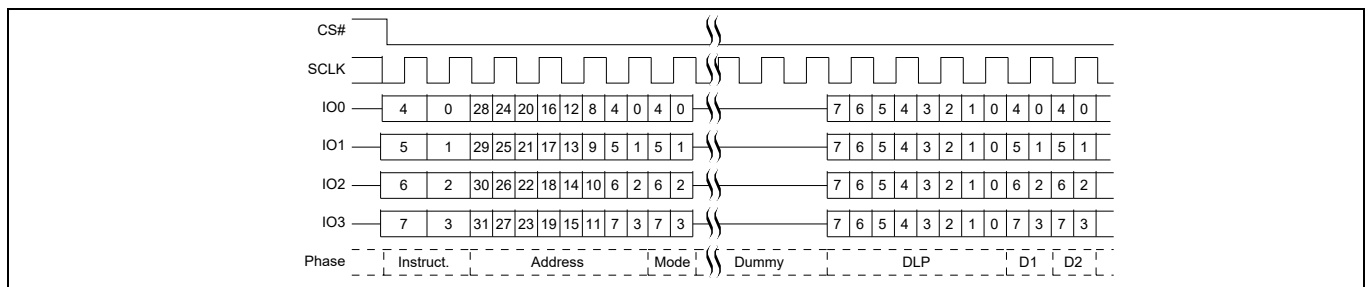 CS#
SCLK
IO0 4 0 28 24 20 16 12 8 4 0 4 0 7 6 5 4 3 2 1 0 4 0 4 0
IO1 5 1 29 25 21 17 13 9 5 1 5 1 7 6 5 4 3 2 1 0 5 1 5 1
IO2 6 2 30 26 22 18 14 10 6 2 6 2 7 6 5 4 3 2 1 0 6 2 6 2
IO3 7 3 31 27 23 19 15 11 7 3 7 3 7 6 5 4 3 2 1 0 7 3 7 3
Phase Instruct. Address Mode Dummy DLP D1 D2